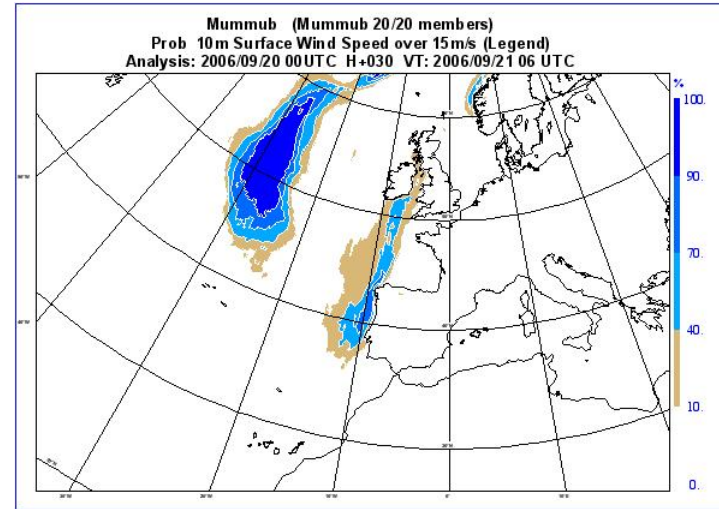 Mummub (Mummub 20/20 members)
Prob 10m Surface Wind Speed over 15m/s (Legend)
Analysis: 2006/09/20 00UTC H+030 VT: 2006/09/21 06 UTC
%
100.
90.
70.
40.
10.
0.